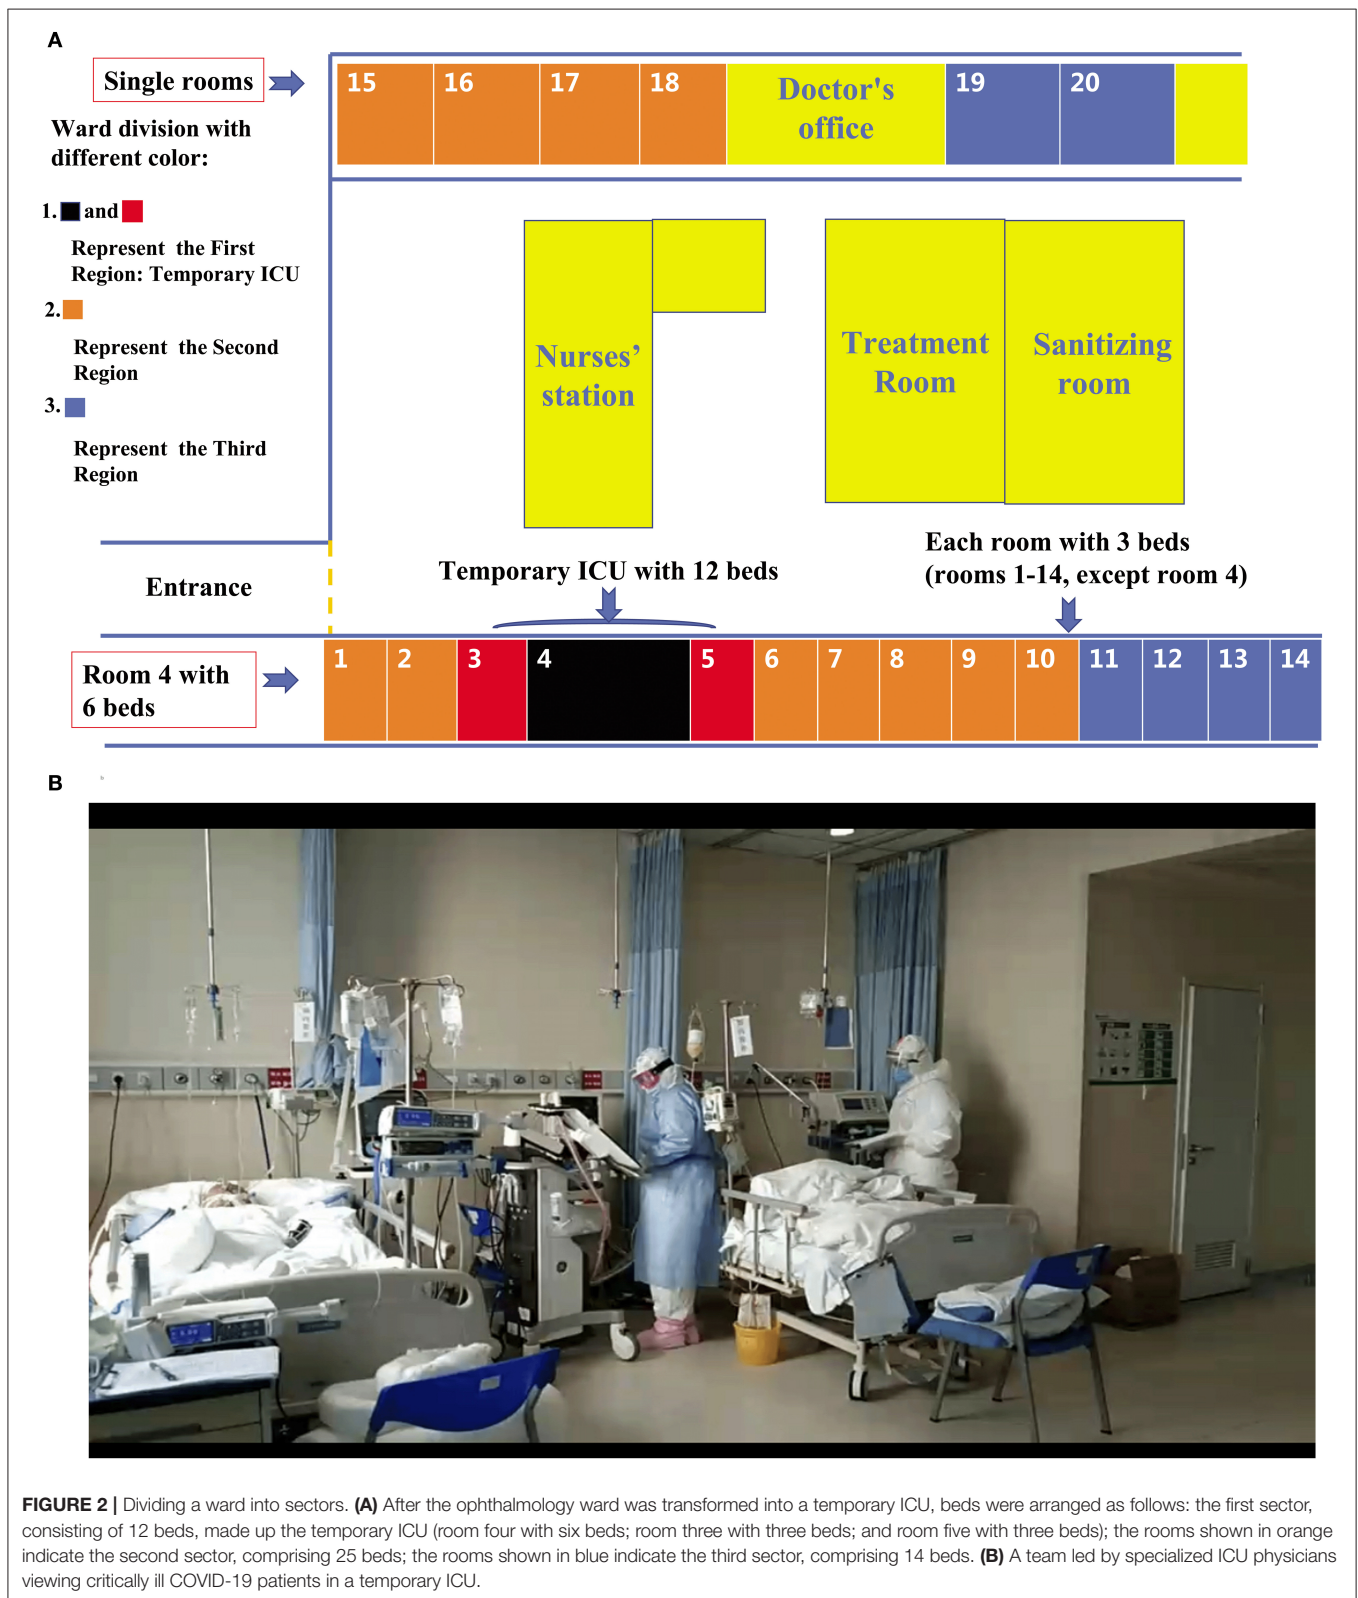 A
Single rooms
15 16 17 18 Doctor's office 19 20
Ward division with
different color:
1. and
Represent the First
Region: Temporary ICU
2.
Represent the Second
Region
3.
Represent the Third
Region
Nurses’
station
Treatment
Room
Sanitizing
room
Entrance
Temporary ICU with 12 beds
Each room with 3 beds
(rooms 1-14, except room 4)
Room 4 with
6 beds
1 2 3 4 5 6 7 8 9 10 11 12 13 14
B
FIGURE 2 | Dividing a ward into sectors. (A) After the ophthalmology ward was transformed into a temporary ICU, beds were arranged as follows: the first sector,
consisting of 12 beds, made up the temporary ICU (room four with six beds; room three with three beds; and room five with three beds); the rooms shown in orange
indicate the second sector, comprising 25 beds; the rooms shown in blue indicate the third sector, comprising 14 beds. (B) A team led by specialized ICU physicians
viewing critically ill COVID-19 patients in a temporary ICU.